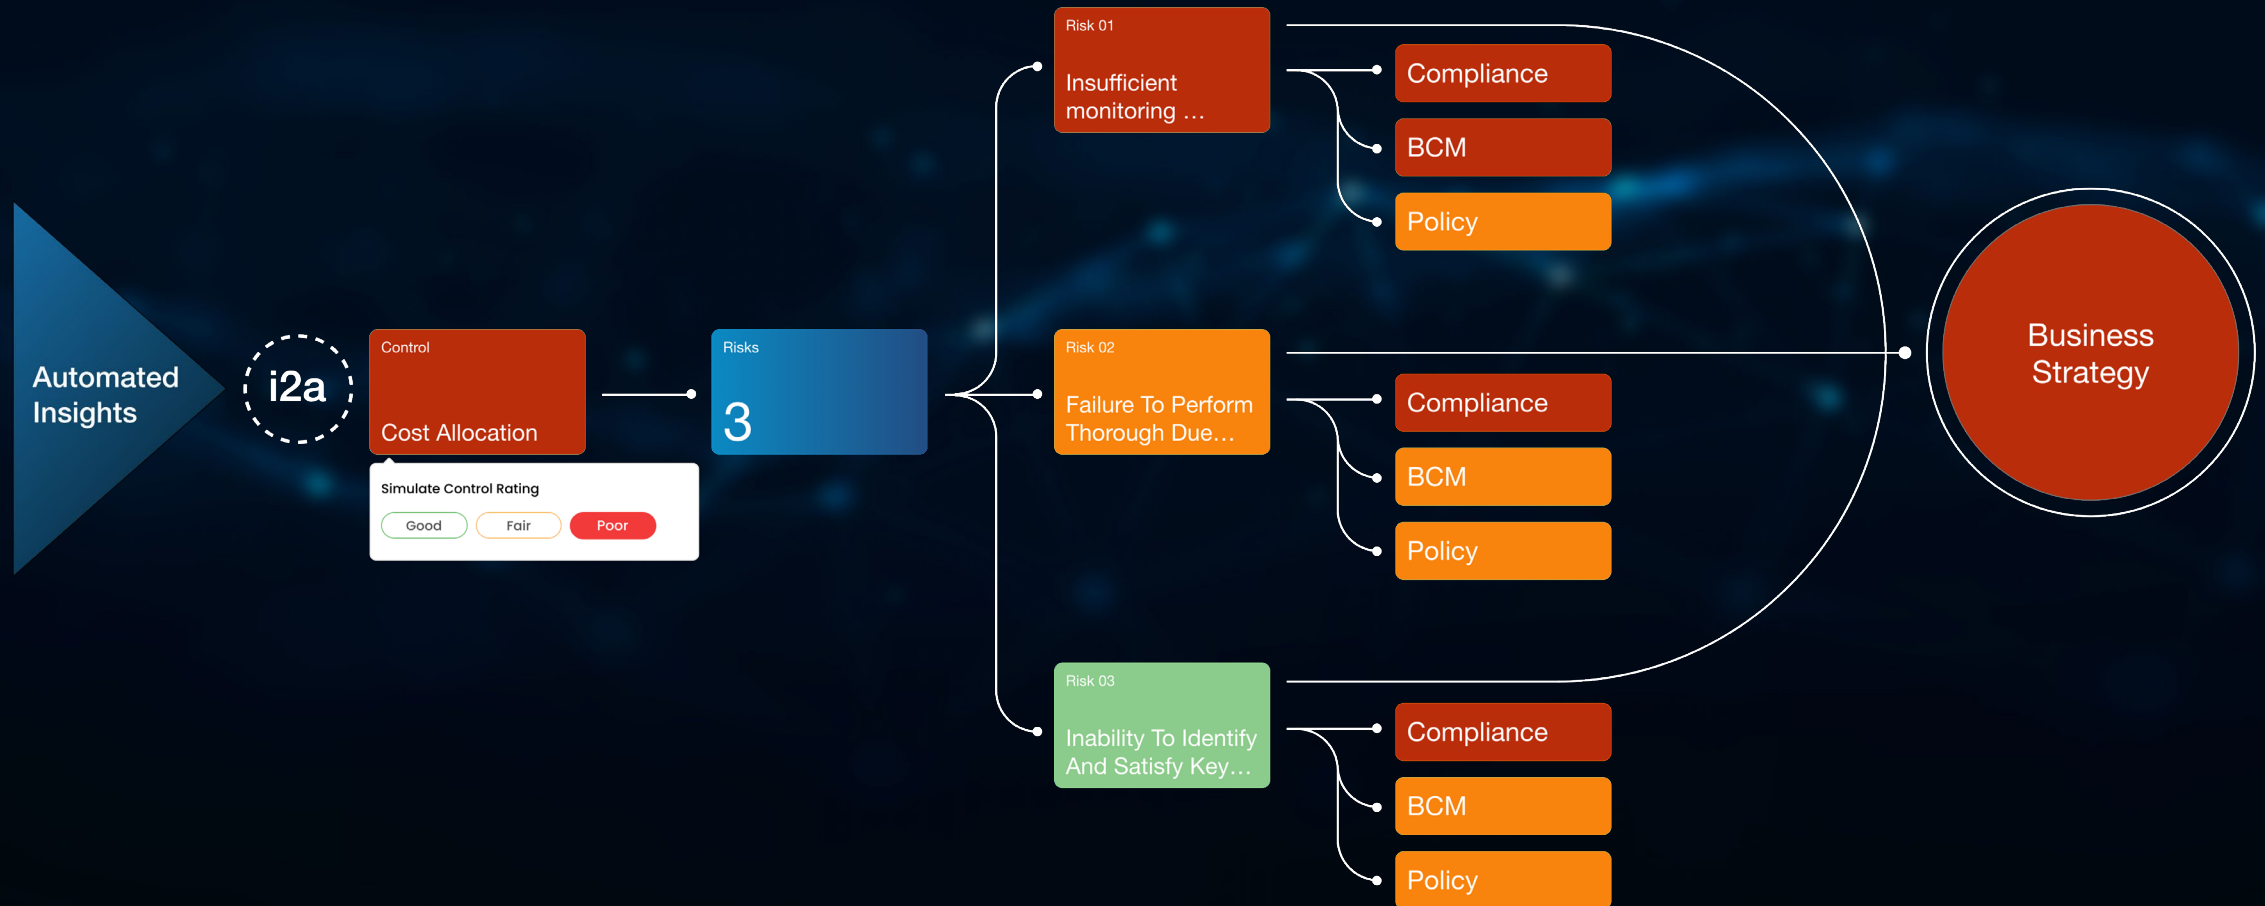 Automated
Insights
i2a
Control
Cost Allocation
Simulate Control Rating
Good
Fair
Poor
Risks
3
Risk 01
Insufficient
monitoring ...
Compliance
BCM
Policy
Risk 02
Failure To Perform
Thorough Due...
Compliance
BCM
Policy
Risk 03
Inability To Identify
And Satisfy Key...
Compliance
BCM
Policy
Business
Strategy